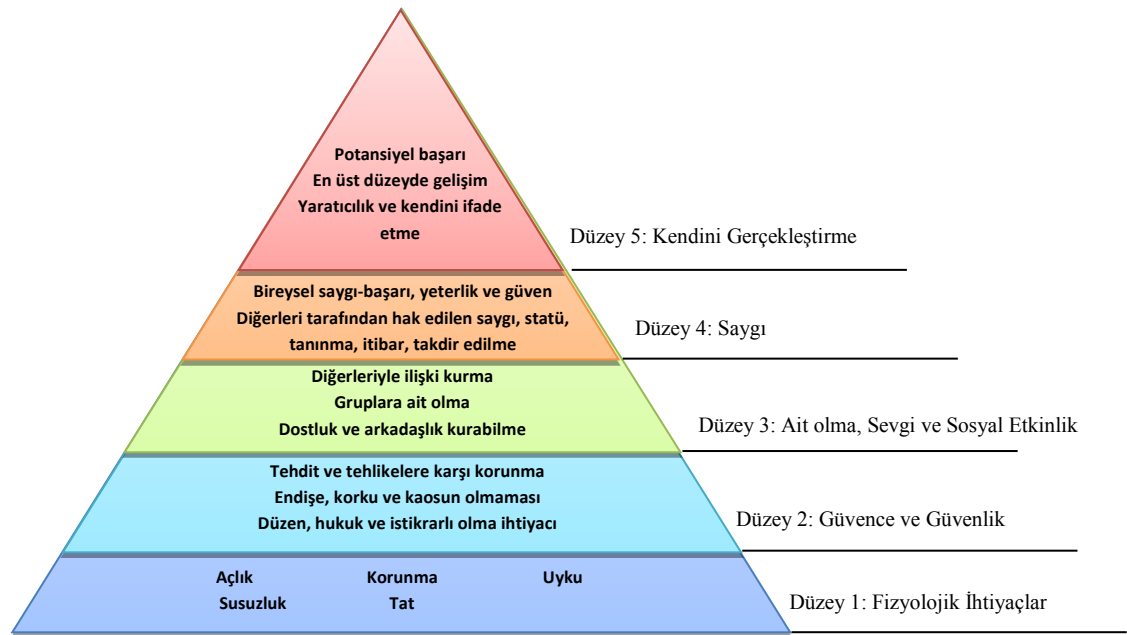 Potansiyel başarı
En üst düzeyde gelişim
Yaratıcılık ve kendini ifade
etme
Düzey 5: Kendini Gerçekleştirme
Bireysel saygı-başarı, yeterlik ve güven
Diğerleri tarafından hak edilen saygı, statü,
tanınma, itibar, takdir edilme
Düzey 4: Saygı
Diğerleriyle ilişki kurma
Gruplara ait olma
Dostluk ve arkadaşlık kurabilme
Düzey 3: Ait olma, Sevgi ve Sosyal Etkinlik
Tehdit ve tehlikelere karşı korunma
Endişe, korku ve kaosun olmaması
Düzen, hukuk ve istikrarlı olma ihtiyacı
Düzey 2: Güvence ve Güvenlik
Açlık Korunma Uyku
Susuzluk Tat
Düzey 1: Fizyolojik İhtiyaçlar